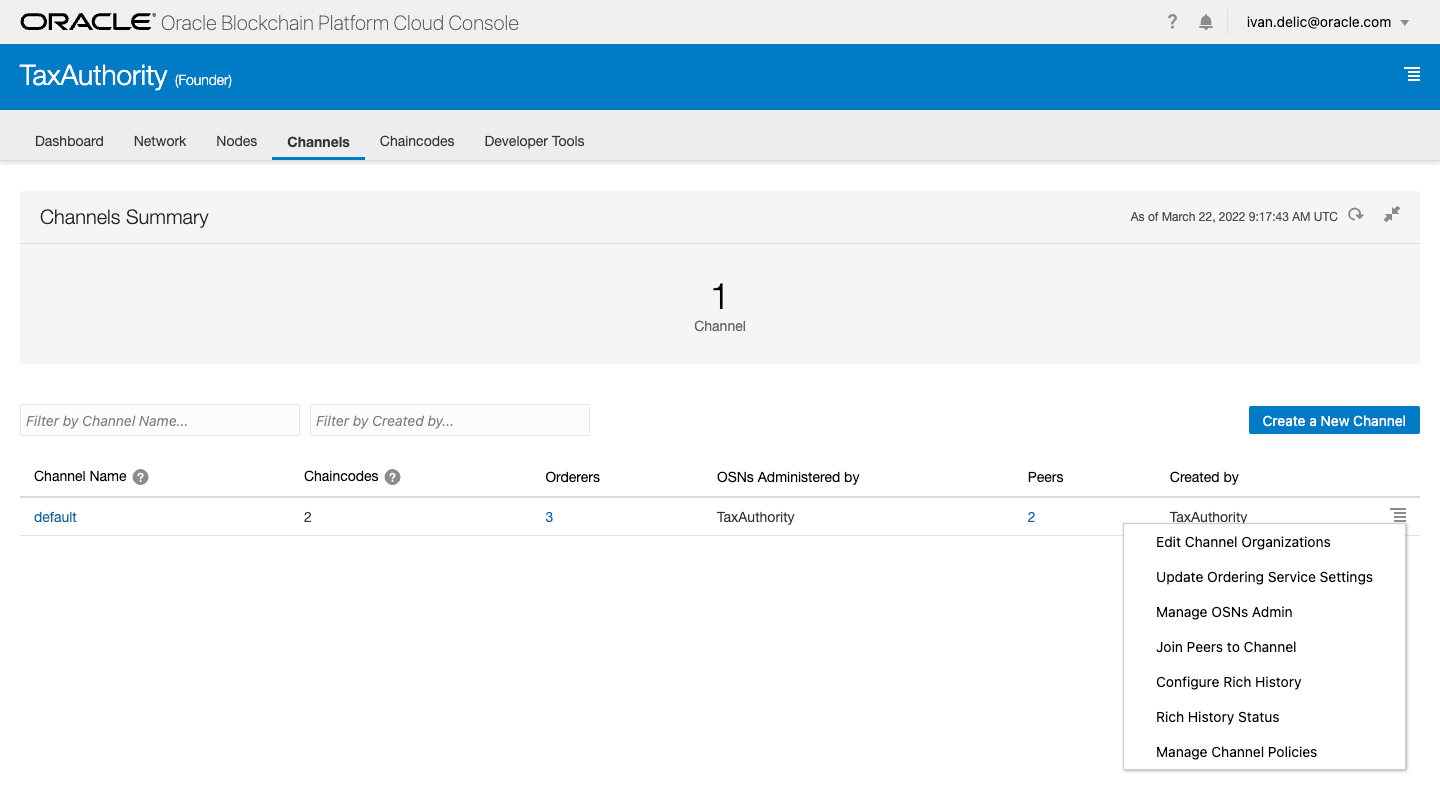 ORACLE® Oracle Blockchain Platform Cloud Console ? ivan.delic@oracle.com
TaxAuthority (Founder)
Dashboard Network Nodes Channels Chaincodes Developer Tools
Channels Summary As of March 22, 2022 9:17:43 AM UTC
1
Channel
Filter by Channel Name... Filter by Created by... Create a New Channel
Channel Name ? Chaincodes ? Orderers OSNs Administered by Peers Created by
default 2 3 TaxAuthority 2 TaxAuthority
Edit Channel Organizations
Update Ordering Service Settings
Manage OSNs Admin
Join Peers to Channel
Configure Rich History
Rich History Status
Manage Channel Policies